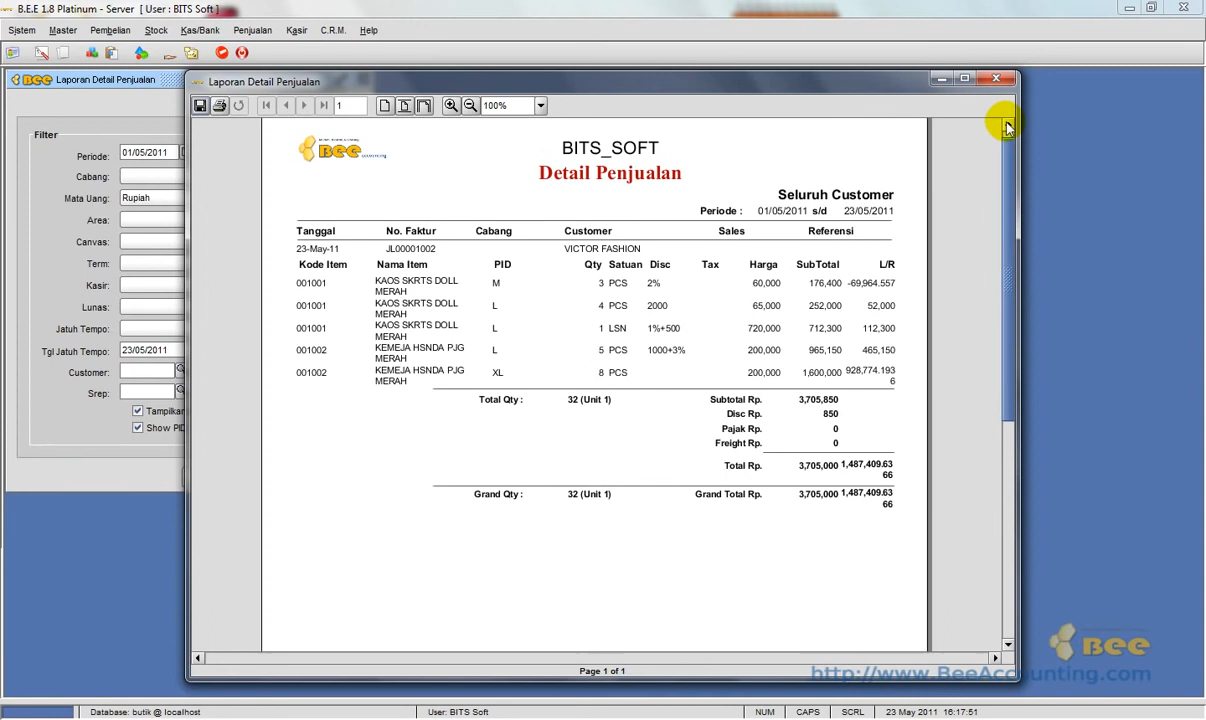 B.E.E 1.8 Platinum - Server [ User : BITS Soft ]
Sistem Master Pembelian Stock Kas/Bank Penjualan Kasir C.R.M. Help
BEE Laporan Detail Penjualan
Filter
Periode: 01/05/2011
Cabang:
Mata Uang: Rupiah
Area:
Canvas:
Term:
Kasir:
Lunas:
Jatuh Tempo:
Tgl Jatuh Tempo: 23/05/2011
Customer:
Srep:
Tampilkan
Show PID
Laporan Detail Penjualan
1 100%
BEE
BITS_SOFT
Detail Penjualan
Seluruh Customer
Periode : 01/05/2011 s/d 23/05/2011
Tanggal No. Faktur Cabang Customer Sales Referensi
23-May-11 JL00001002 VICTOR FASHION
Kode Item Nama Item PID Qty Satuan Disc Tax Harga SubTotal L/R
001001 KAOS SKRTS DOLL M 3 PCS 2% 60,000 176,400 -69,964.557
MERAH
001001 KAOS SKRTS DOLL L 4 PCS 2000 65,000 252,000 52,000
MERAH
001001 KAOS SKRTS DOLL L 1 LSN 1%+500 720,000 712,300 112,300
MERAH
001002 KEMEJA HSNDA PJG L 5 PCS 1000+3% 200,000 965,150 465,150
MERAH
001002 KEMEJA HSNDA PJG XL 8 PCS 200,000 1,600,000 928,774.193
MERAH 6
Total Qty : 32 (Unit 1) Subtotal Rp. 3,705,850
Disc Rp. 850
Pajak Rp. 0
Freight Rp. 0
Total Rp. 3,705,000 1,487,409.63
66
Grand Qty : 32 (Unit 1) Grand Total Rp. 3,705,000 1,487,409.63
66
Page 1 of 1
BEE
http://www.BeeAccounting.com
Database: butik @ localhost User: BITS Soft NUM CAPS SCRL 23 May 2011 16:17:51